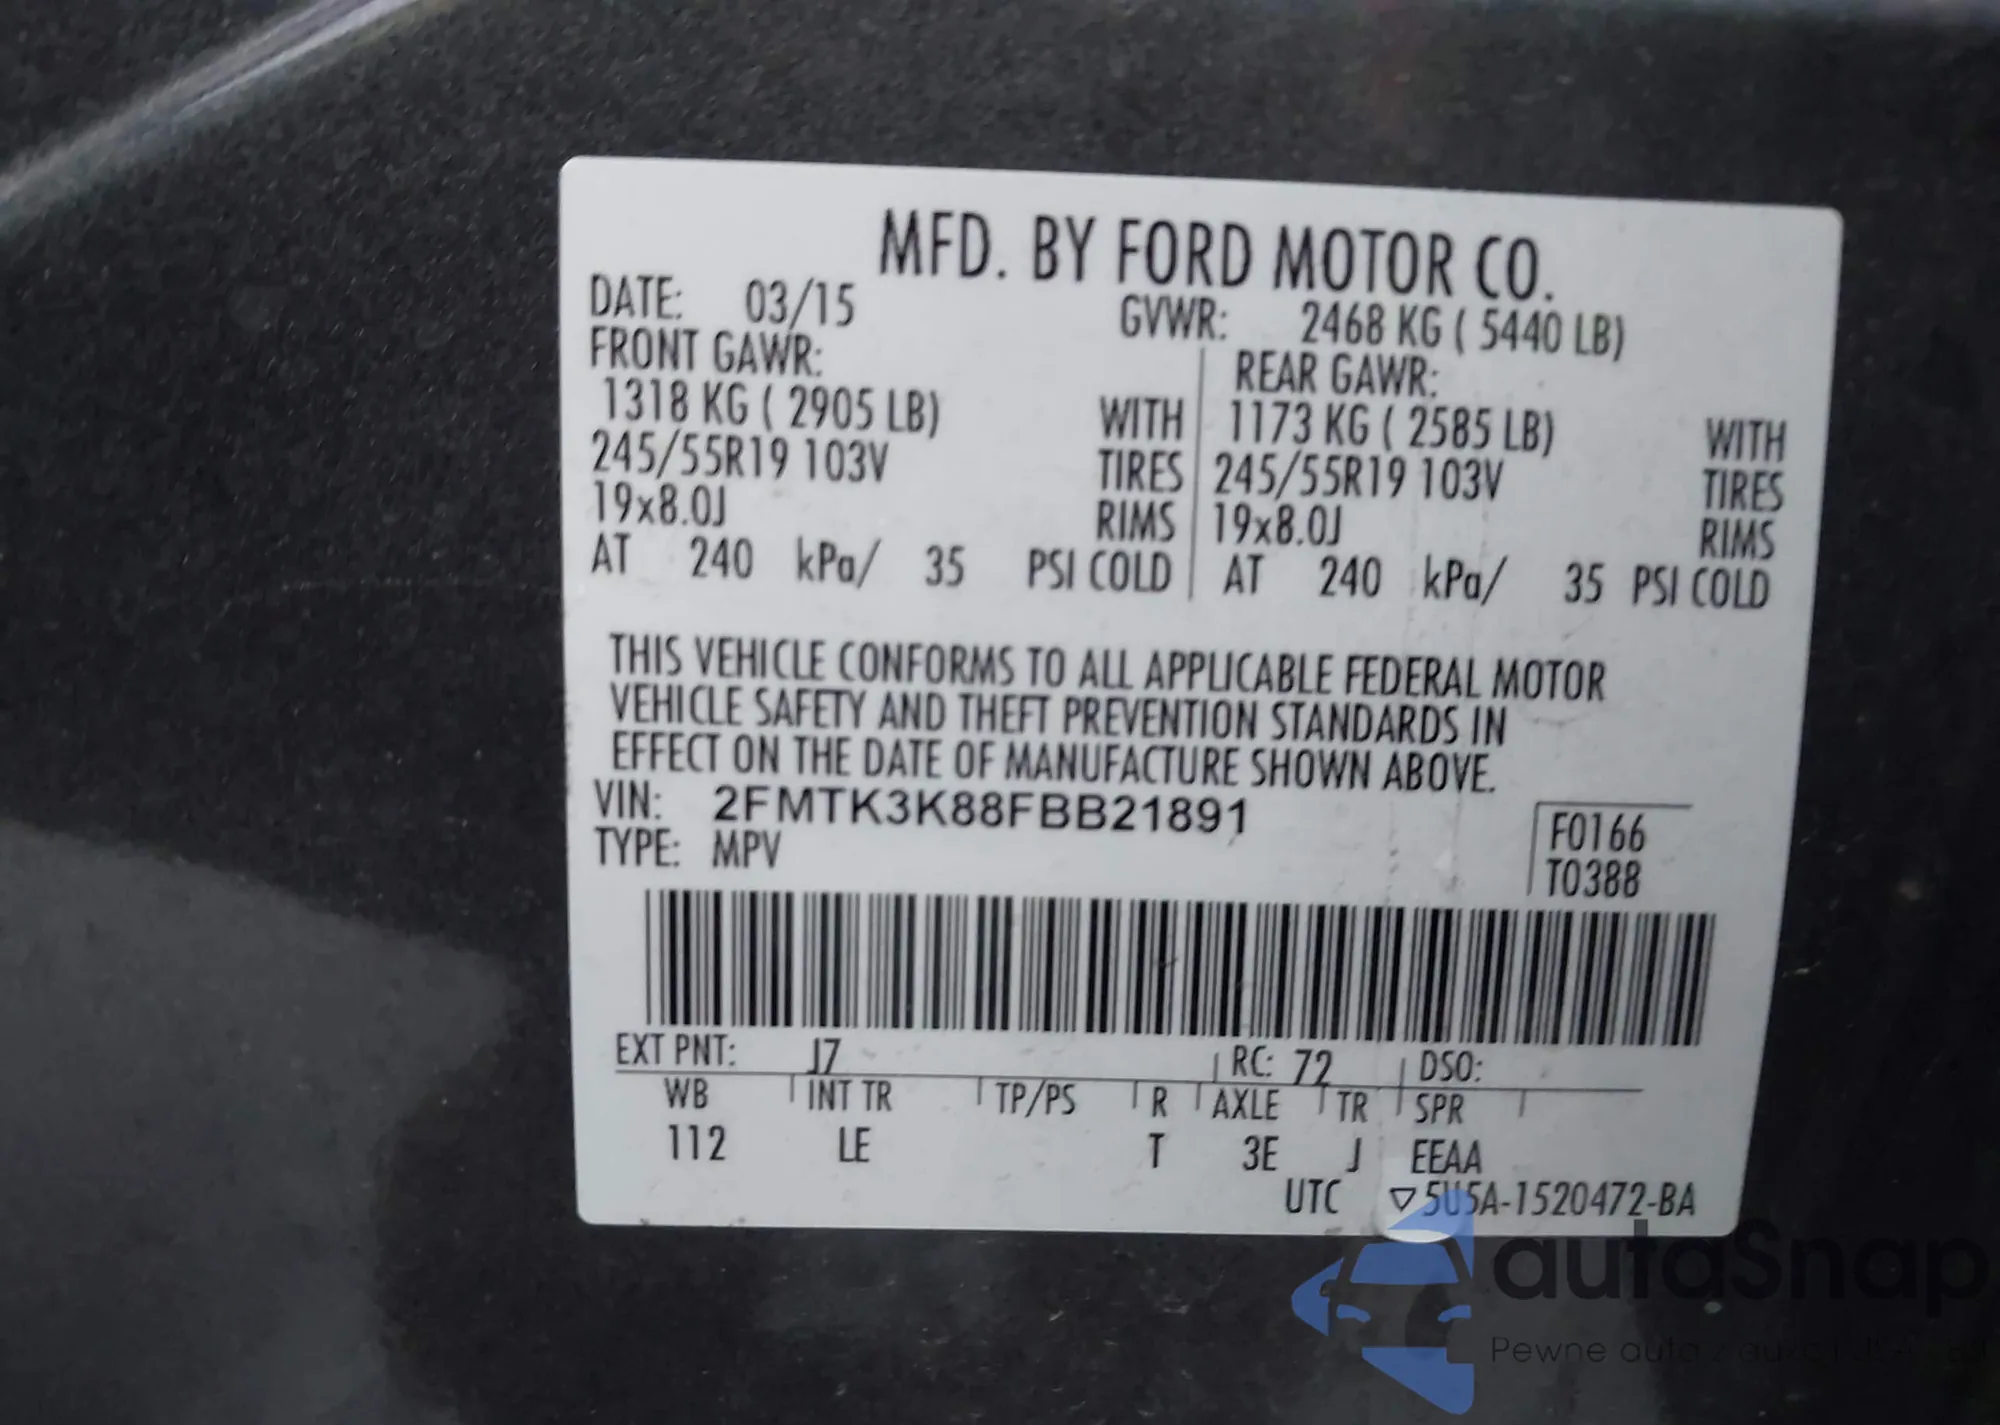 MFD. BY FORD MOTOR CO.
DATE: 03/15 GVWR: 2468 KG ( 5440 LB)
FRONT GAWR: REAR GAWR:
1318 KG ( 2905 LB) WITH 1173 KG ( 2585 LB) WITH
245/55R19 103V TIRES 245/55R19 103V TIRES
19x8.0J RIMS 19x8.0J RIMS
AT 240 kPa/ 35 PSI COLD AT 240 kPa/ 35 PSI COLD
THIS VEHICLE CONFORMS TO ALL APPLICABLE FEDERAL MOTOR
VEHICLE SAFETY AND THEFT PREVENTION STANDARDS IN
EFFECT ON THE DATE OF MANUFACTURE SHOWN ABOVE.
VIN: 2FMTK3K88FBB21891
TYPE: MPV
F0166
T0388
EXT PNT: J7 RC: 72 DSO:
WB INT TR TP/PS R AXLE TR SPR
112 LE T 3E J EEAA
UTC ▽5U5A-1520472-BA
autaSnap
Pewne auta z